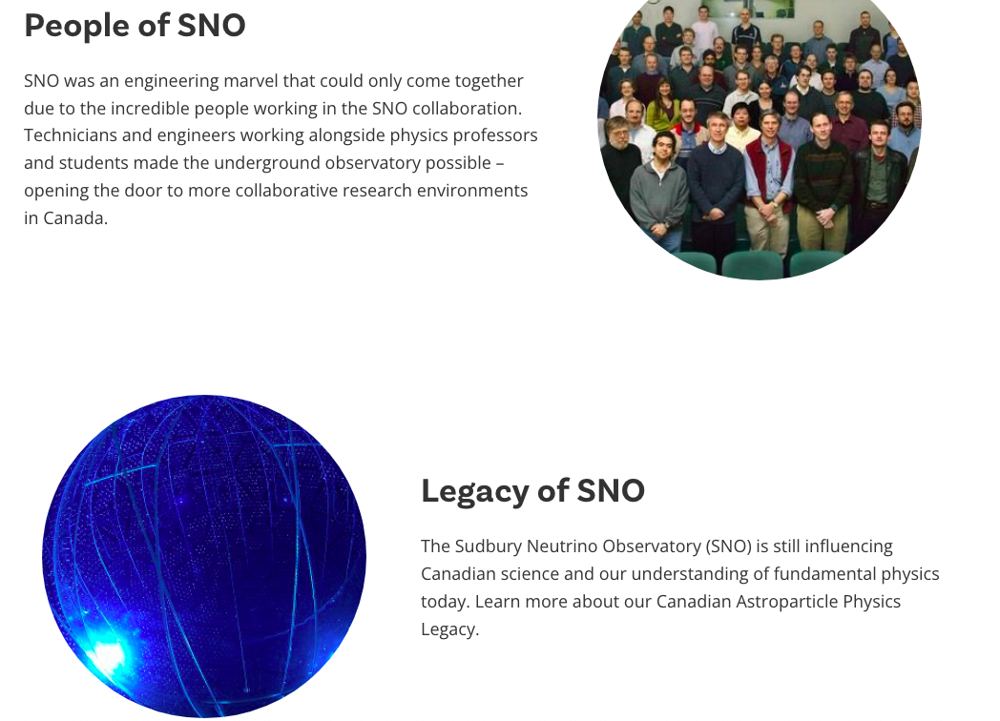 People of SNO
SNO was an engineering marvel that could only come together
due to the incredible people working in the SNO collaboration.
Technicians and engineers working alongside physics professors
and students made the underground observatory possible –
opening the door to more collaborative research environments
in Canada.
Legacy of SNO
The Sudbury Neutrino Observatory (SNO) is still influencing
Canadian science and our understanding of fundamental physics
today. Learn more about our Canadian Astroparticle Physics
Legacy.